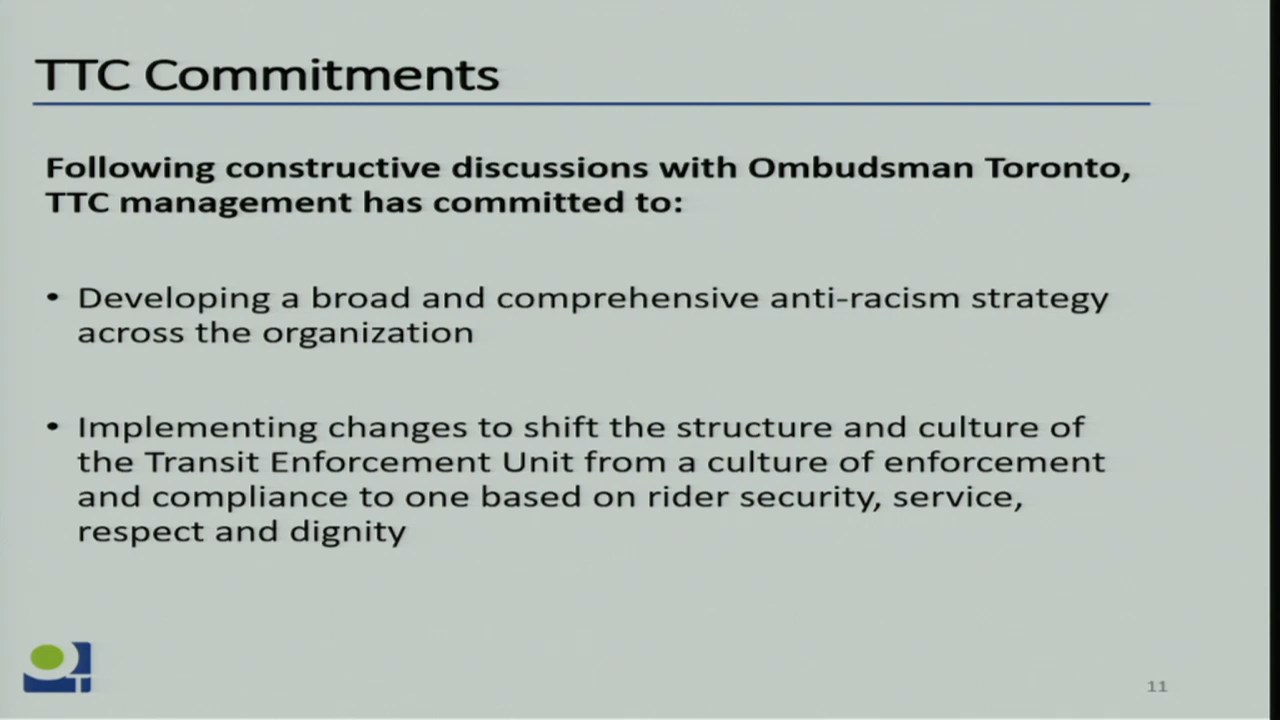 TTC Commitments
Following constructive discussions with Ombudsman Toronto,
TTC management has committed to:
• Developing a broad and comprehensive anti-racism strategy
across the organization
• Implementing changes to shift the structure and culture of
the Transit Enforcement Unit from a culture of enforcement
and compliance to one based on rider security, service,
respect and dignity
11